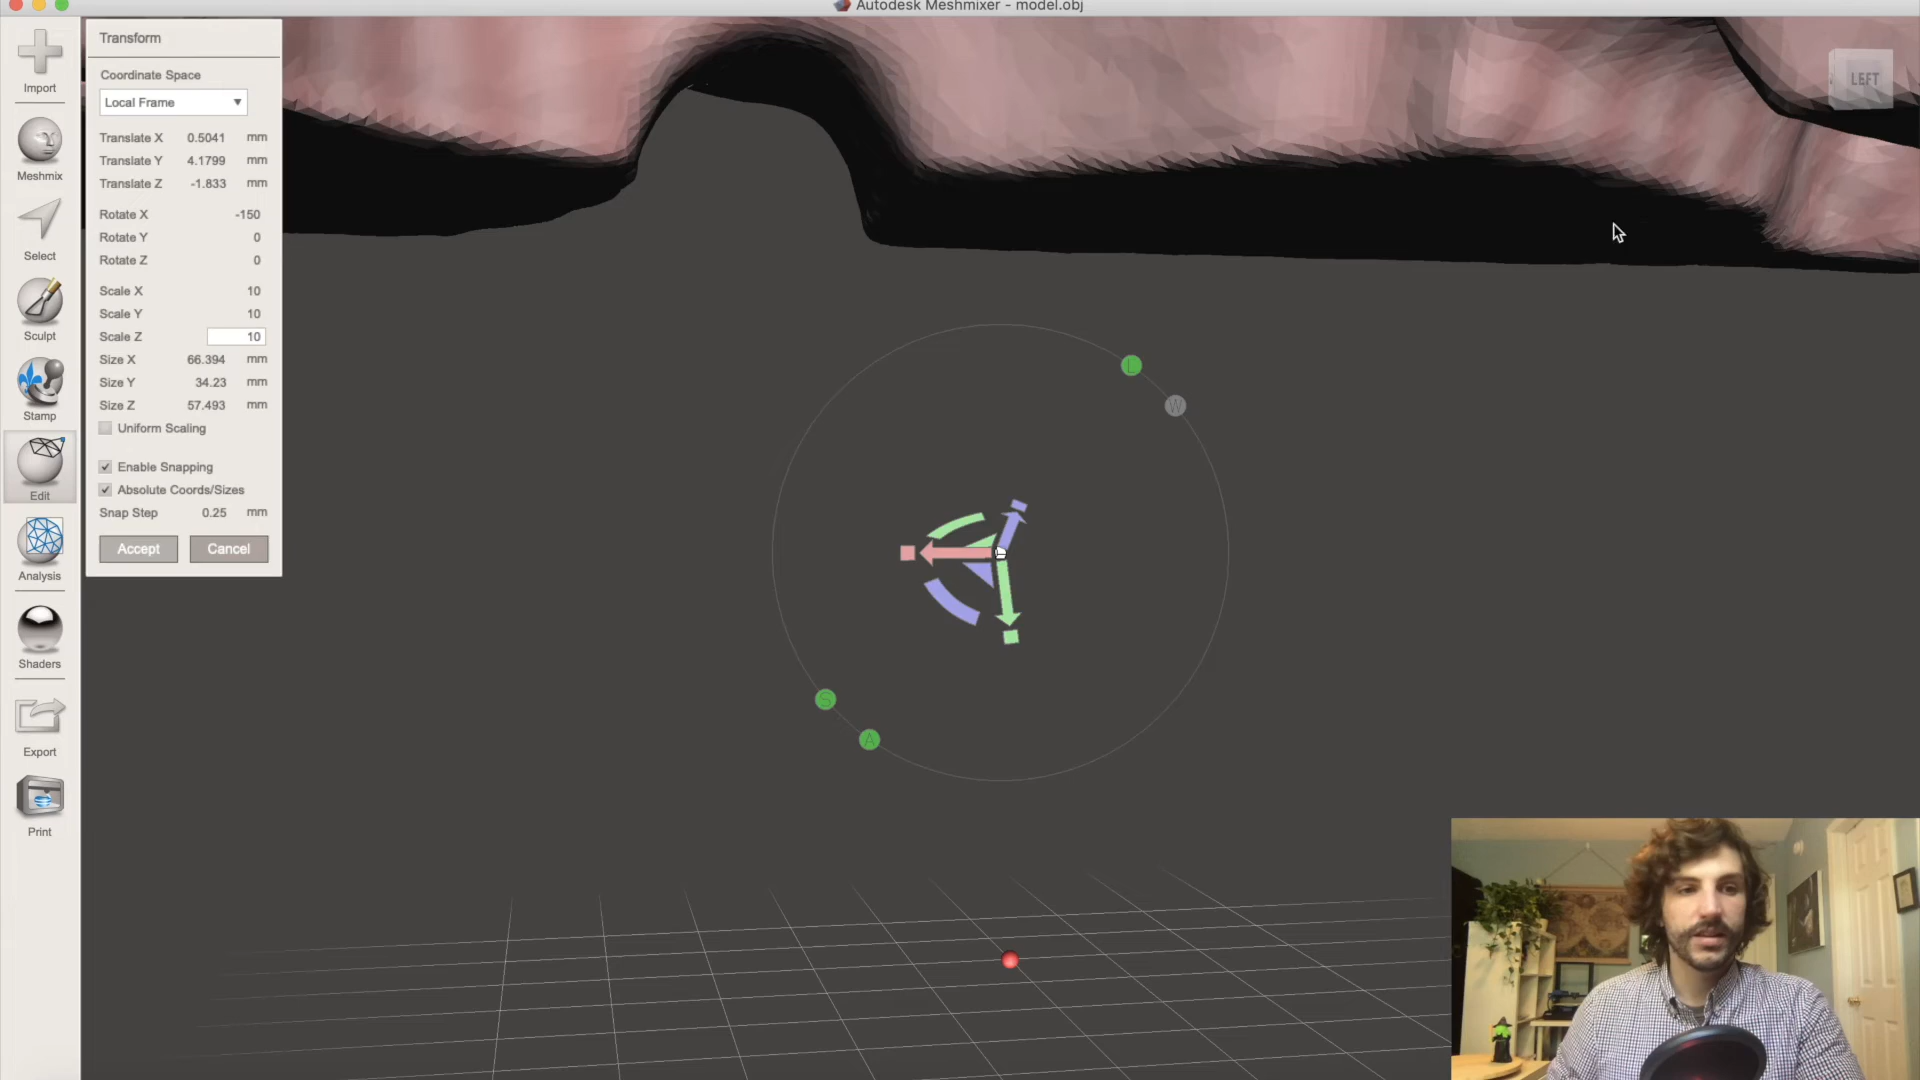 Autodesk Meshmixer - model.obj
Import
Meshmix
Select
Sculpt
Stamp
Edit
Analysis
Shaders
Export
Print
Transform
Coordinate Space
Local Frame
Translate X 0.5041 mm
Translate Y 4.1799 mm
Translate Z -1.833 mm
Rotate X -150
Rotate Y 0
Rotate Z 0
Scale X 10
Scale Y 10
Scale Z 10
Size X 66.394 mm
Size Y 34.23 mm
Size Z 57.493 mm
Uniform Scaling
Enable Snapping
Absolute Coords/Sizes
Snap Step 0.25 mm
Accept Cancel
LEFT
L
W
S
A